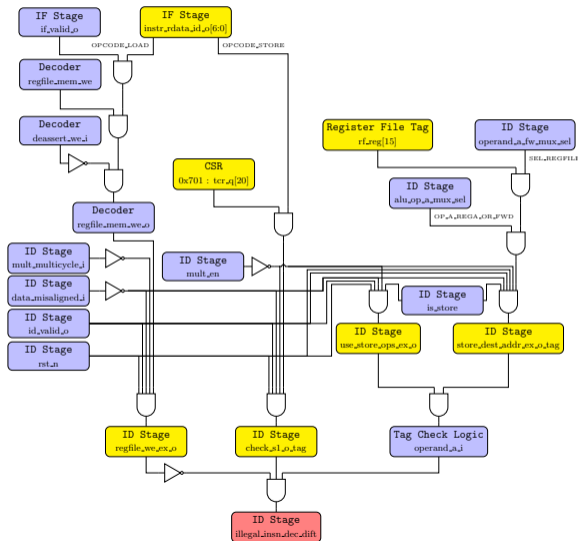 IF Stage
if_valid_o
IF Stage
instr_rdata_id_o[6:0]
OPCODE_LOAD
OPCODE_STORE
Decoder
regfile_mem_we
Decoder
deassert_we_i
Register File Tag
rf_reg[15]
ID Stage
operand_a_fw_mux_sel
SEL_REGFILE
CSR
0x701 : tcr_q[20]
ID Stage
alu_op_a_mux_sel
OP_A_REGA_OR_FWD
Decoder
regfile_mem_we_o
ID Stage
mult_multicycle_i
ID Stage
mult_en
ID Stage
data_misaligned_i
ID Stage
is_store
ID Stage
id_valid_o
ID Stage
use_store_ops_ex_o
ID Stage
store_dest_addr_ex_o_tag
ID Stage
rst_n
ID Stage
regfile_we_ex_o
ID Stage
check_s1_o_tag
Tag Check Logic
operand_a_i
ID Stage
illegal_insn_dec_dift